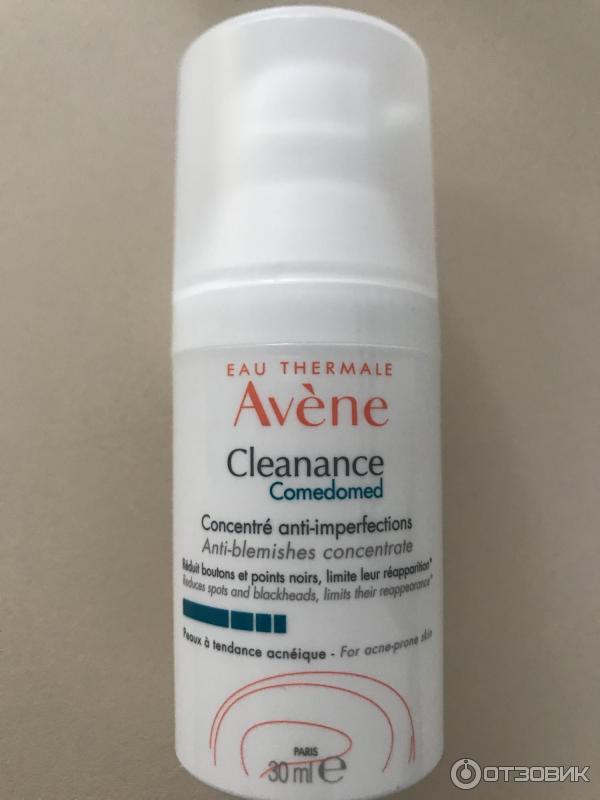 EAU THERMALE
Avène
Cleanance
Comedomed
Concentré anti-imperfections
Anti-blemishes concentrate
Réduit boutons et points noirs, limite leur réapparition*
Reduces spots and blackheads, limits their reappearance*
Peaux à tendance acnéique - For acne-prone skin
PARIS
30 ml ℮
ОТЗОВИК